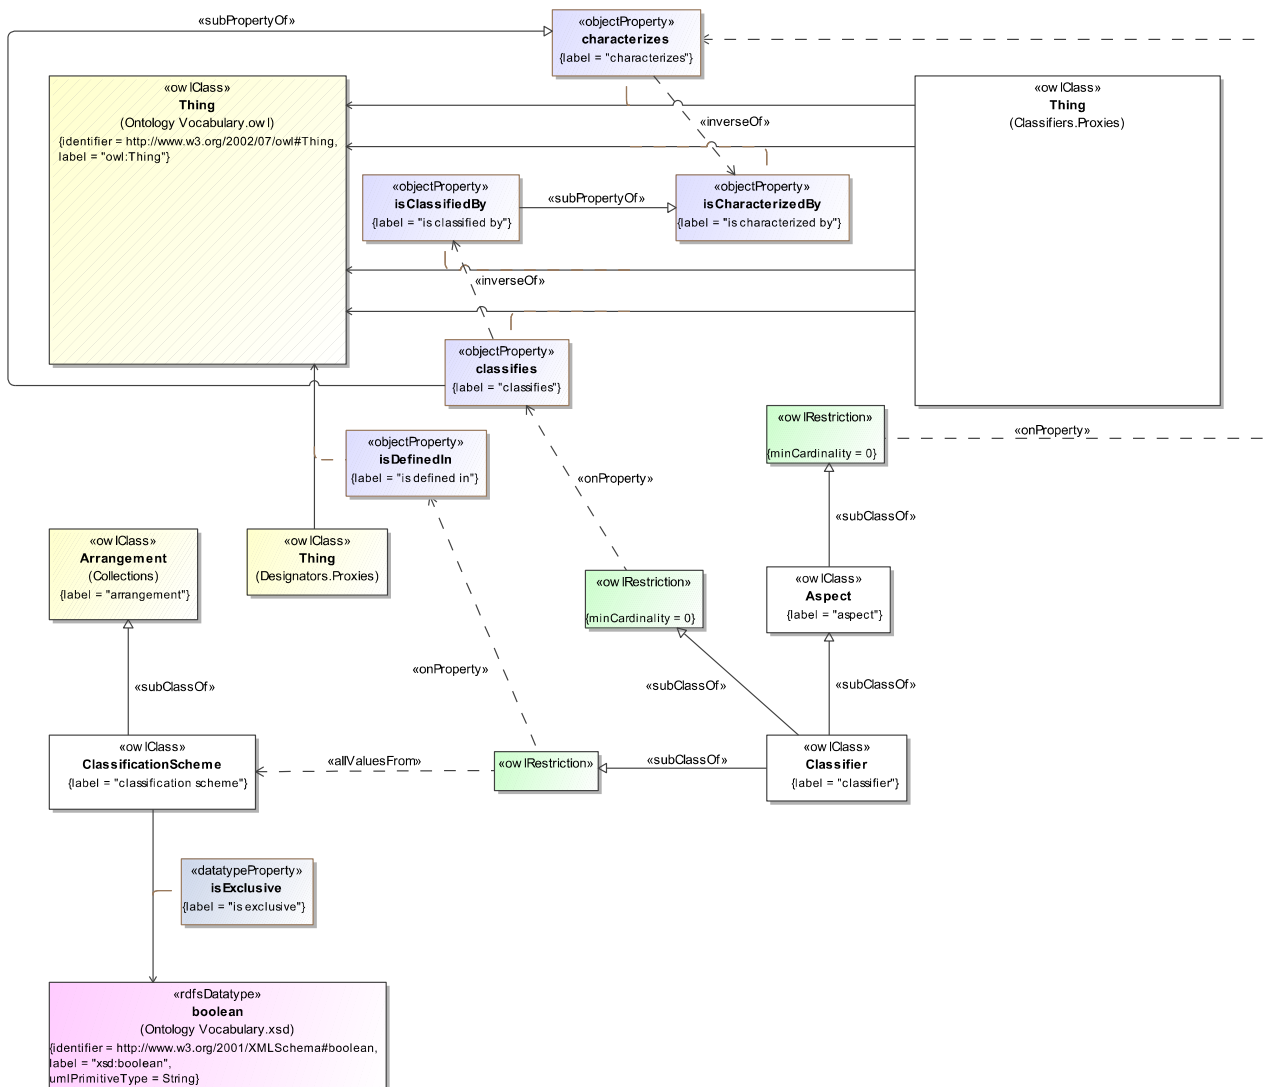 «subPropertyOf»
«objectProperty»
characterizes
{label = "characterizes"}
«owlClass»
Thing
(Ontology Vocabulary.owl)
{identifier = http://www.w3.org/2002/07/owl#Thing,
label = "owl:Thing"}
«owlClass»
Thing
(Classifiers.Proxies)
«inverseOf»
«objectProperty»
isClassifiedBy
{label = "is classified by"}
«subPropertyOf»
«objectProperty»
isCharacterizedBy
{label = "is characterized by"}
«inverseOf»
«objectProperty»
classifies
{label = "classifies"}
«owlRestriction»
{minCardinality = 0}
«onProperty»
«objectProperty»
isDefinedIn
{label = "is defined in"}
«onProperty»
«subClassOf»
«owlClass»
Arrangement
(Collections)
{label = "arrangement"}
«owlClass»
Thing
(Designators.Proxies)
«owlRestriction»
{minCardinality = 0}
«owlClass»
Aspect
{label = "aspect"}
«onProperty»
«subClassOf»
«subClassOf»
«subClassOf»
«owlClass»
ClassificationScheme
{label = "classification scheme"}
«allValuesFrom»
«owlRestriction»
«subClassOf»
«owlClass»
Classifier
{label = "classifier"}
«datatypeProperty»
isExclusive
{label = "is exclusive"}
«rdfsDatatype»
boolean
(Ontology Vocabulary.xsd)
{identifier = http://www.w3.org/2001/XMLSchema#boolean,
label = "xsd:boolean",
umlPrimitiveType = String}